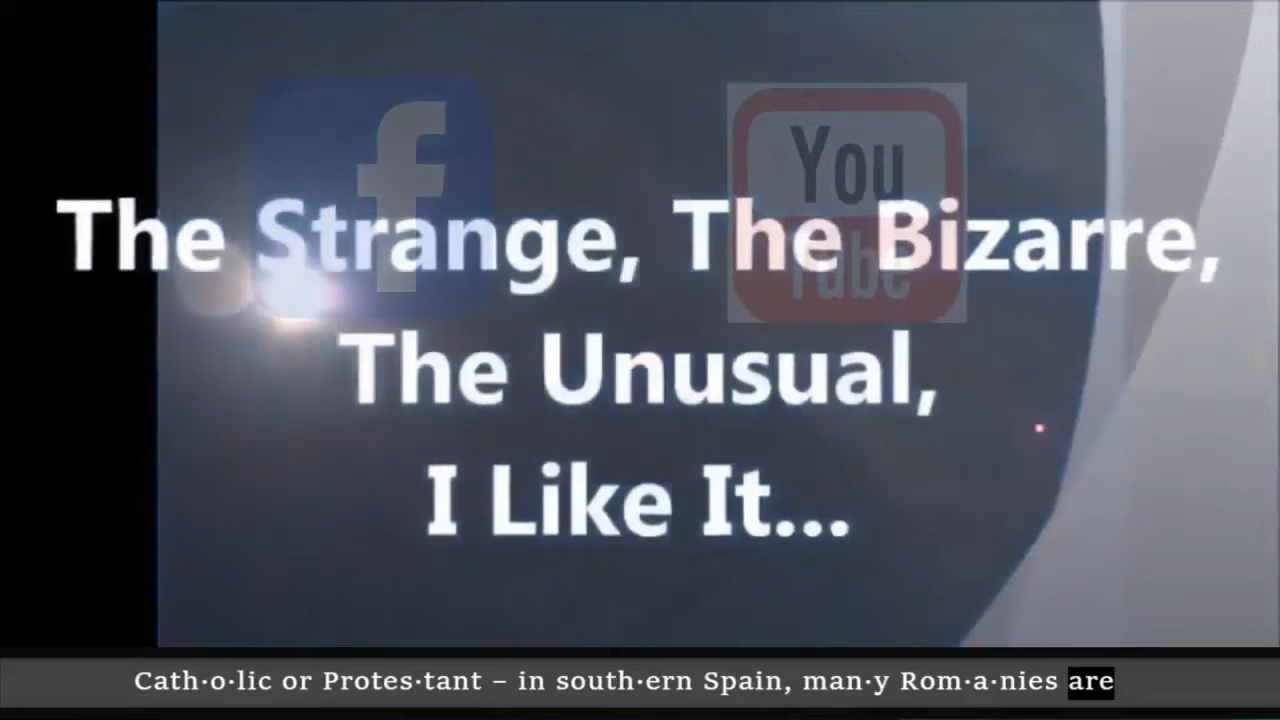 f
You
Tube
The Strange, The Bizarre,
The Unusual,
I Like It...
Cath·o·lic or Protes·tant – in south·ern Spain, man·y Rom·a·nies are